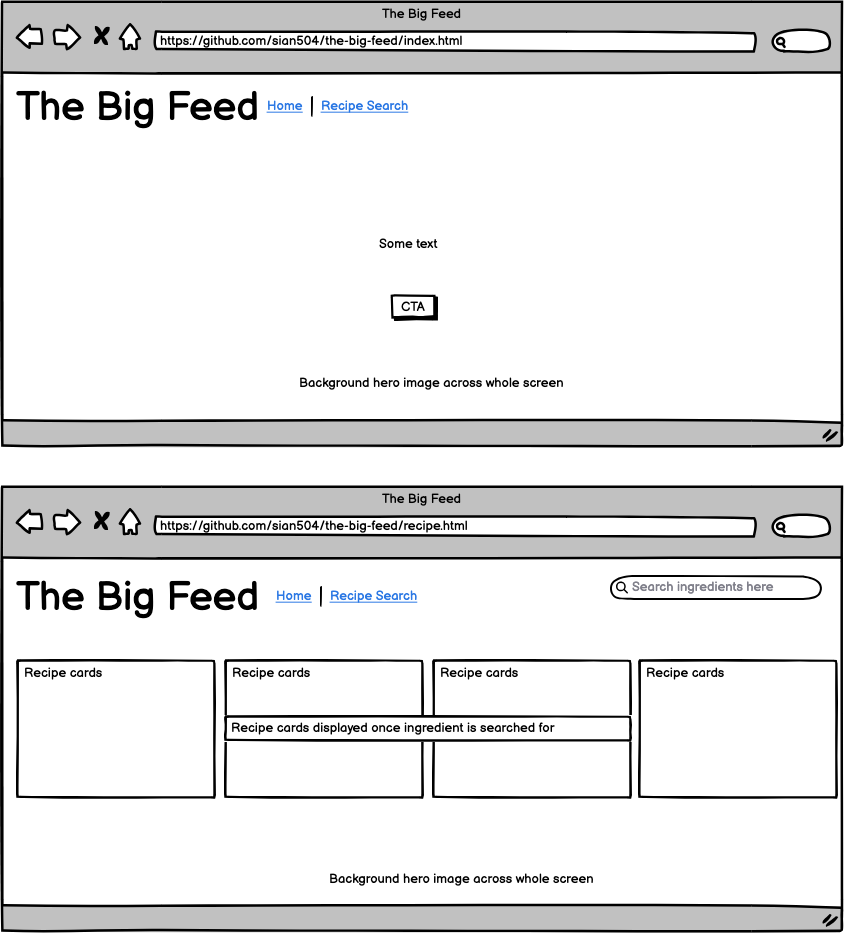 The Big Feed
https://github.com/sian504/the-big-feed/index.html
The Big Feed Home | Recipe Search
Some text
CTA
Background hero image across whole screen
The Big Feed
https://github.com/sian504/the-big-feed/recipe.html
The Big Feed Home | Recipe Search Search ingredients here
Recipe cards Recipe cards Recipe cards Recipe cards
Recipe cards displayed once ingredient is searched for
Background hero image across whole screen